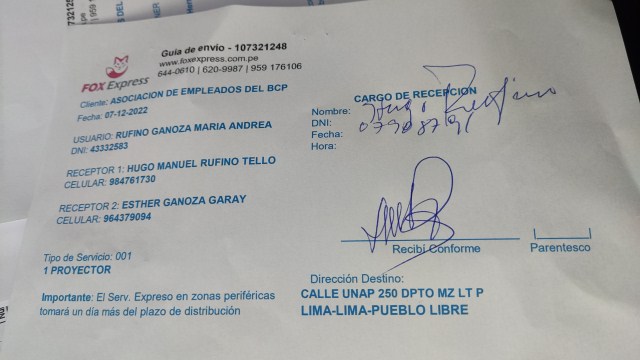 Guía de envío - 107321248
www.foxexpress.com.pe
644-0610 | 620-9987 | 959 176106
FOX Express
Cliente: ASOCIACION DE EMPLEADOS DEL BCP
Fecha: 07-12-2022
USUARIO: RUFINO GANOZA MARIA ANDREA
DNI: 43332583
RECEPTOR 1: HUGO MANUEL RUFINO TELLO
CELULAR: 984761730
RECEPTOR 2: ESTHER GANOZA GARAY
CELULAR: 964379094
Tipo de Servicio: 001
1 PROYECTOR
Importante: El Serv. Expreso en zonas periféricas
tomará un día más del plazo de distribución
CARGO DE RECEPCIÓN
Nombre: Hugo Rufino
DNI:
Fecha:
Hora:
Recibí Conforme
Parentesco
Dirección Destino:
CALLE UNAP 250 DPTO MZ LT P
LIMA-LIMA-PUEBLO LIBRE